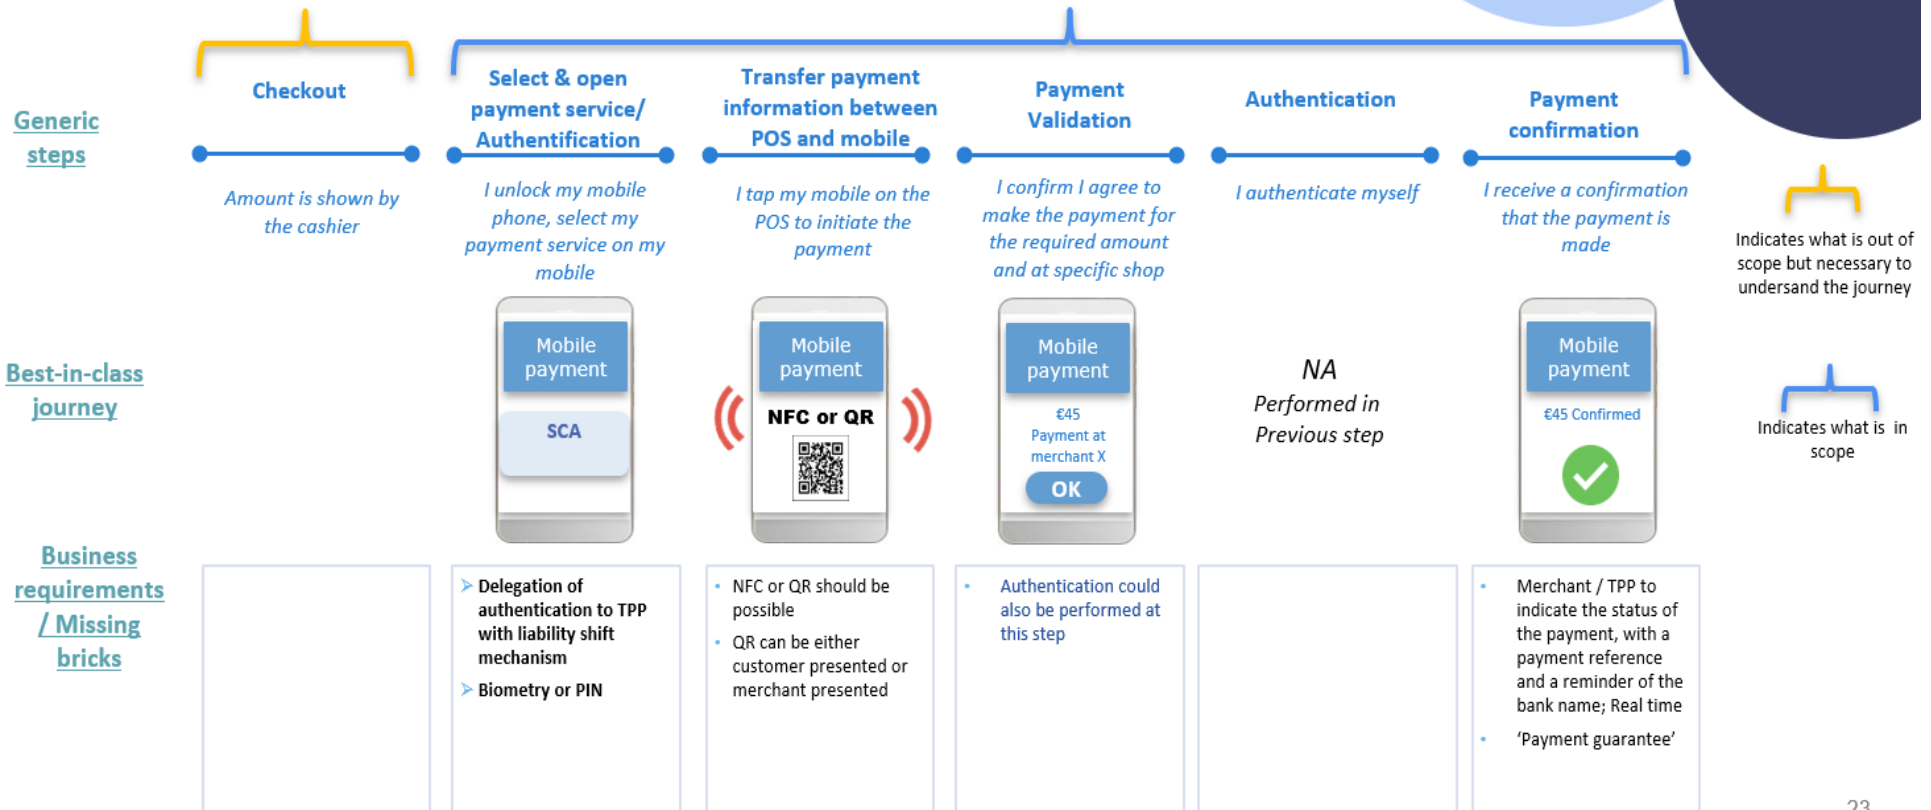 Generic
steps
Checkout
Amount is shown by
the cashier
Select & open
payment service/
Authentification
I unlock my mobile
phone, select my
payment service on my
mobile
Transfer payment
information between
POS and mobile
I tap my mobile on the
POS to initiate the
payment
Payment
Validation
I confirm I agree to
make the payment for
the required amount
and at specific shop
Authentication
I authenticate myself
Payment
confirmation
I receive a confirmation
that the payment is
made
Indicates what is out of
scope but necessary to
undersand the journey
Indicates what is in
scope
Best-in-class
journey
Mobile
payment
SCA
Mobile
payment
NFC or QR
Mobile
payment
€45
Payment at
merchant X
OK
NA
Performed in
Previous step
Mobile
payment
€45 Confirmed
Business
requirements
/ Missing
bricks
➢ Delegation of
authentication to TPP
with liability shift
mechanism
➢ Biometry or PIN
• NFC or QR should be
possible
• QR can be either
customer presented or
merchant presented
• Authentication could
also be performed at
this step
• Merchant / TPP to
indicate the status of
the payment, with a
payment reference
and a reminder of the
bank name; Real time
• ‘Payment guarantee’
23